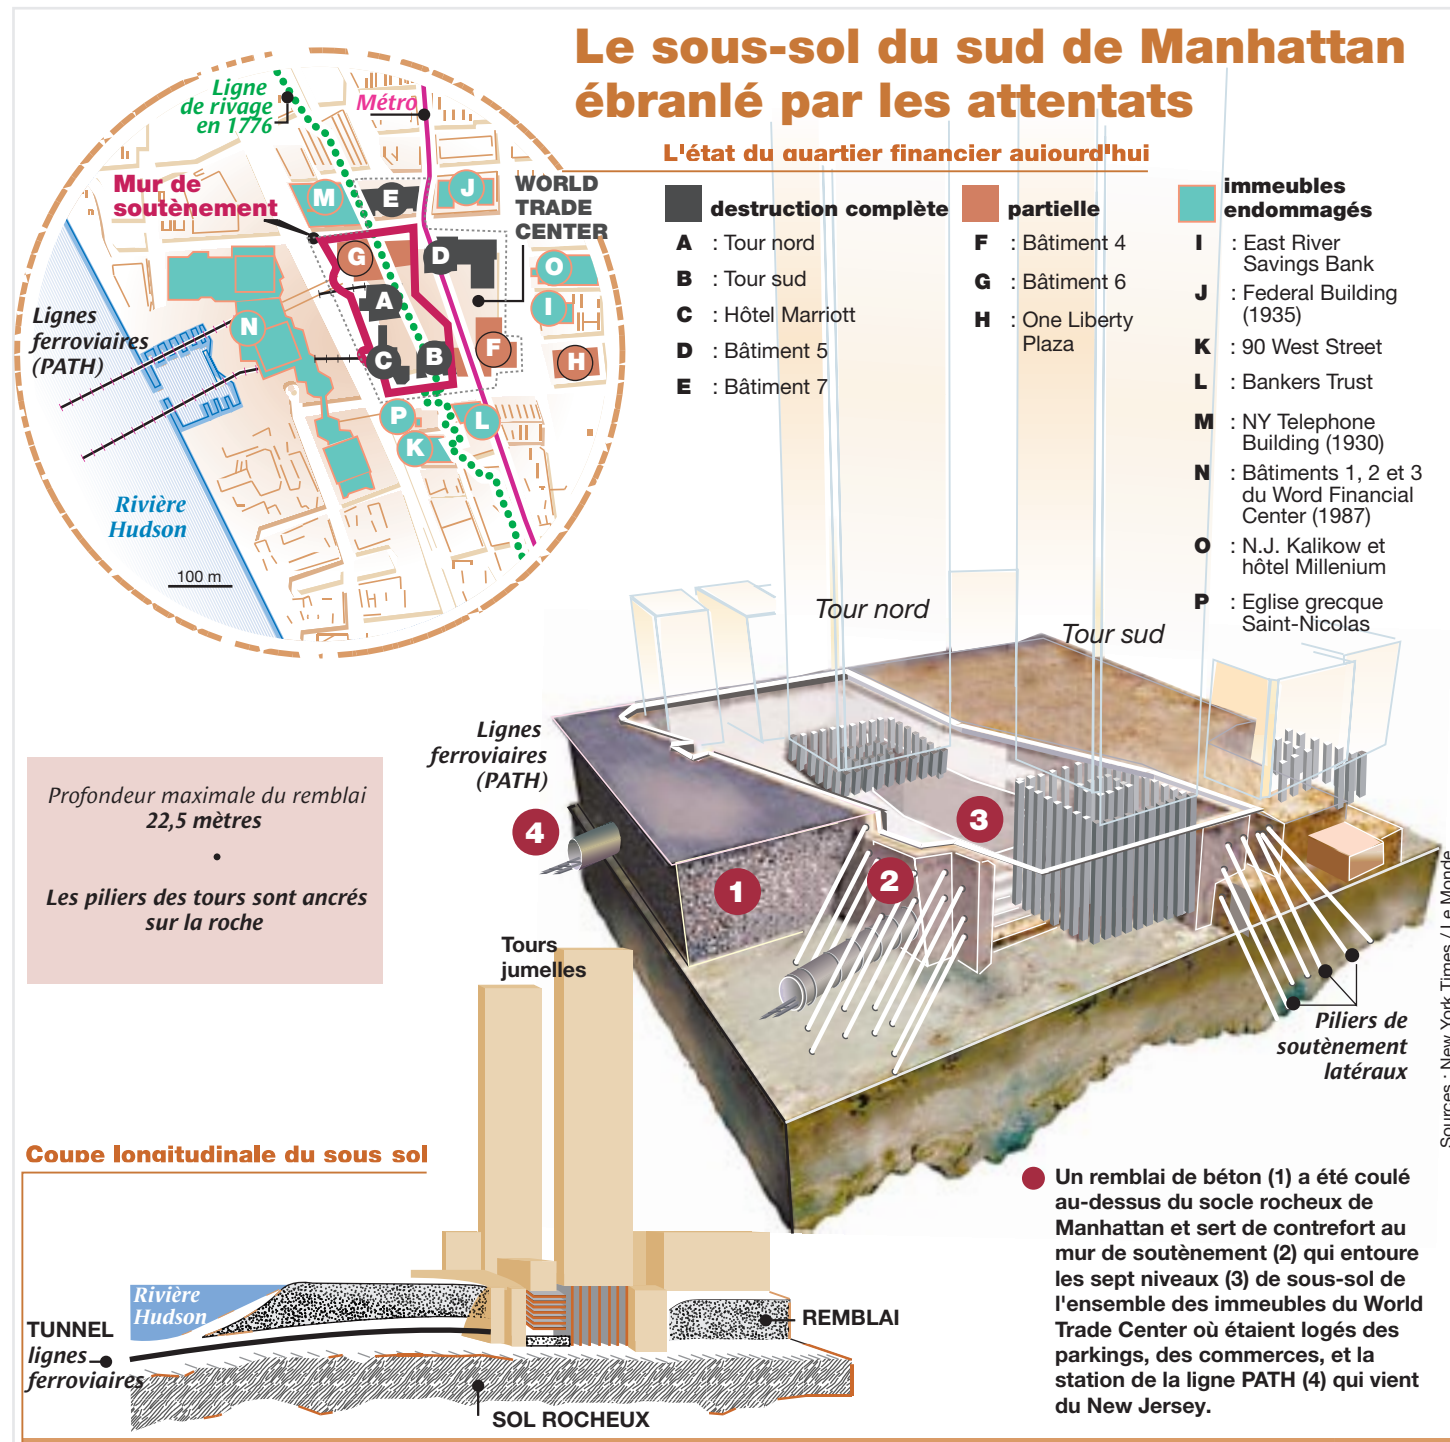 Le sous-sol du sud de Manhattan
ébranlé par les attentats
L'état du quartier financier aujourd'hui
Ligne
de rivage
en 1776
Métro
Mur de
soutènement
WORLD
TRADE
CENTER
M
E
J
G
D
O
A
I
N
C
B
F
H
P
L
K
Lignes
ferroviaires
(PATH)
Rivière
Hudson
100 m
destruction complète
A : Tour nord
B : Tour sud
C : Hôtel Marriott
D : Bâtiment 5
E : Bâtiment 7
partielle
F : Bâtiment 4
G : Bâtiment 6
H : One Liberty
Plaza
immeubles
endommagés
I : East River
Savings Bank
J : Federal Building
(1935)
K : 90 West Street
L : Bankers Trust
M : NY Telephone
Building (1930)
N : Bâtiments 1, 2 et 3
du Word Financial
Center (1987)
O : N.J. Kalikow et
hôtel Millenium
P : Eglise grecque
Saint-Nicolas
Tour nord
Tour sud
Lignes
ferroviaires
(PATH)
4
3
2
1
Profondeur maximale du remblai
22,5 mètres
•
Les piliers des tours sont ancrés
sur la roche
Piliers de
soutènement
latéraux
Sources : New York Times / Le Monde
Tours
jumelles
Coupe longitudinale du sous sol
Rivière
Hudson
TUNNEL
lignes
ferroviaires
REMBLAI
SOL ROCHEUX
Un remblai de béton (1) a été coulé
au-dessus du socle rocheux de
Manhattan et sert de contrefort au
mur de soutènement (2) qui entoure
les sept niveaux (3) de sous-sol de
l'ensemble des immeubles du World
Trade Center où étaient logés des
parkings, des commerces, et la
station de la ligne PATH (4) qui vient
du New Jersey.